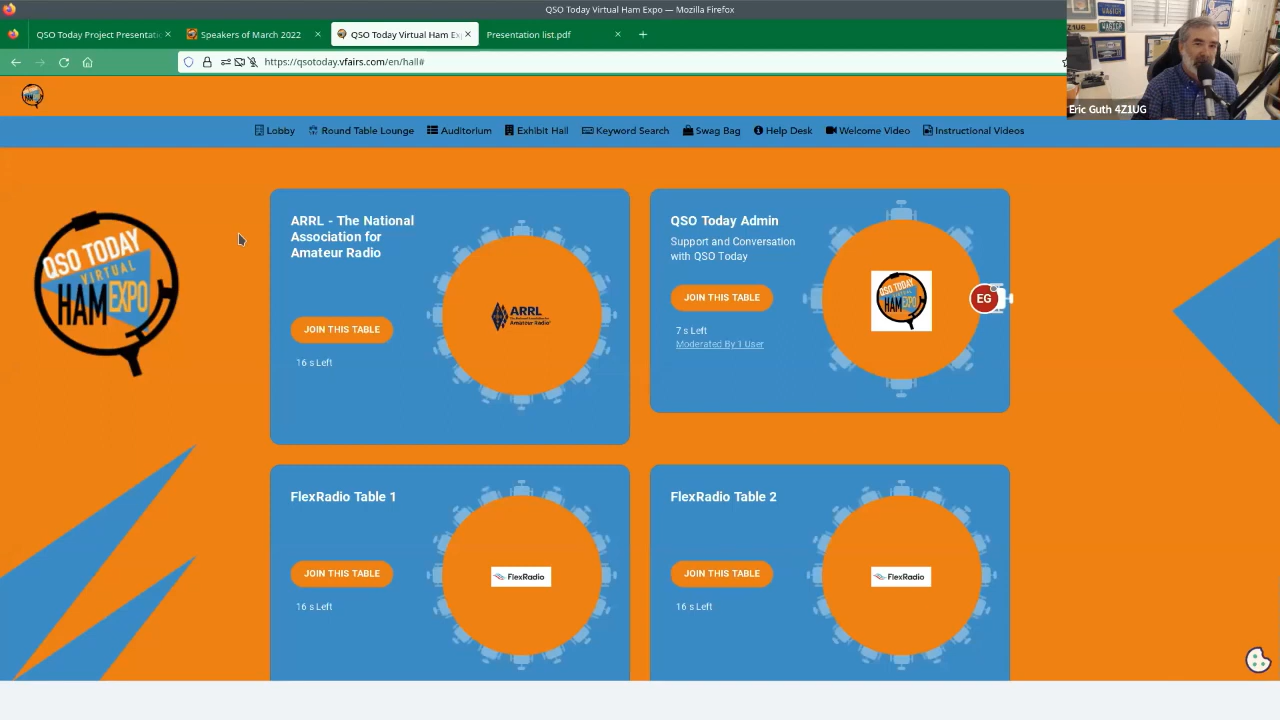 QSO Today Virtual Ham Expo — Mozilla Firefox
QSO Today Project Presentati
Speakers of March 2022
QSO Today Virtual Ham Ex
Presentation list.pdf
https://qsotoday.vfairs.com/en/hall#
Eric Guth 4Z1UG
Lobby
Round Table Lounge
Auditorium
Exhibit Hall
Keyword Search
Swag Bag
Help Desk
Welcome Video
Instructional Videos
QSO TODAY
VIRTUAL
HAM EXPO
ARRL - The National
Association for
Amateur Radio
JOIN THIS TABLE
16 s Left
ARRL
The National Association for
Amateur Radio
QSO Today Admin
Support and Conversation
with QSO Today
JOIN THIS TABLE
7 s Left
Moderated By 1 User
QSO TODAY
VIRTUAL
HAM EXPO
EG
FlexRadio Table 1
JOIN THIS TABLE
16 s Left
FlexRadio
FlexRadio Table 2
JOIN THIS TABLE
16 s Left
FlexRadio